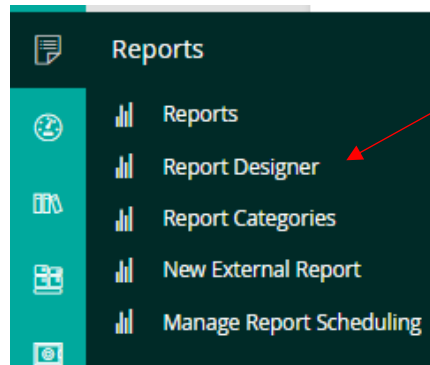 Reports
Reports
Report Designer
Report Categories
New External Report
Manage Report Scheduling